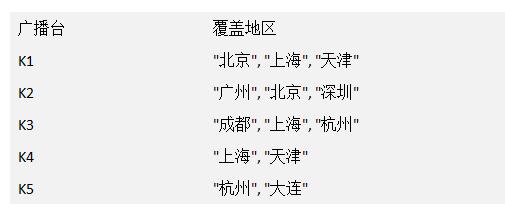 广播台 覆盖地区
K1 "北京", "上海", "天津"
K2 "广州", "北京", "深圳"
K3 "成都", "上海", "杭州"
K4 "上海", "天津"
K5 "杭州", "大连"